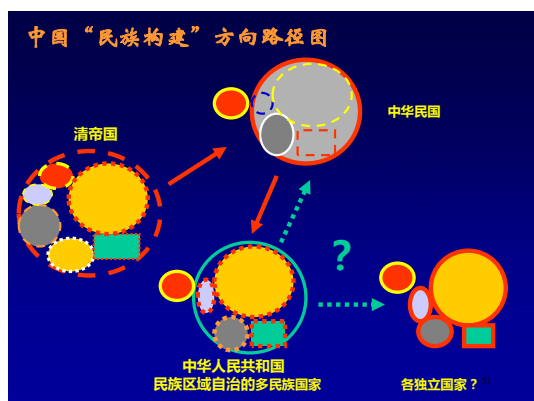 中国“民族构建”方向路径图
清帝国
中华民国
?
中华人民共和国
民族区域自治的多民族国家
各独立国家？